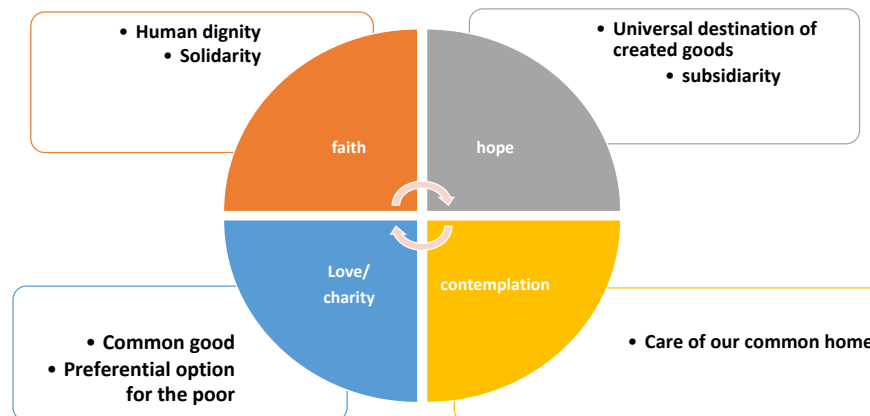 • Human dignity
• Solidarity
• Universal destination of
created goods
• subsidiarity
faith
hope
Love/
charity
contemplation
• Common good
• Preferential option
for the poor
• Care of our common home